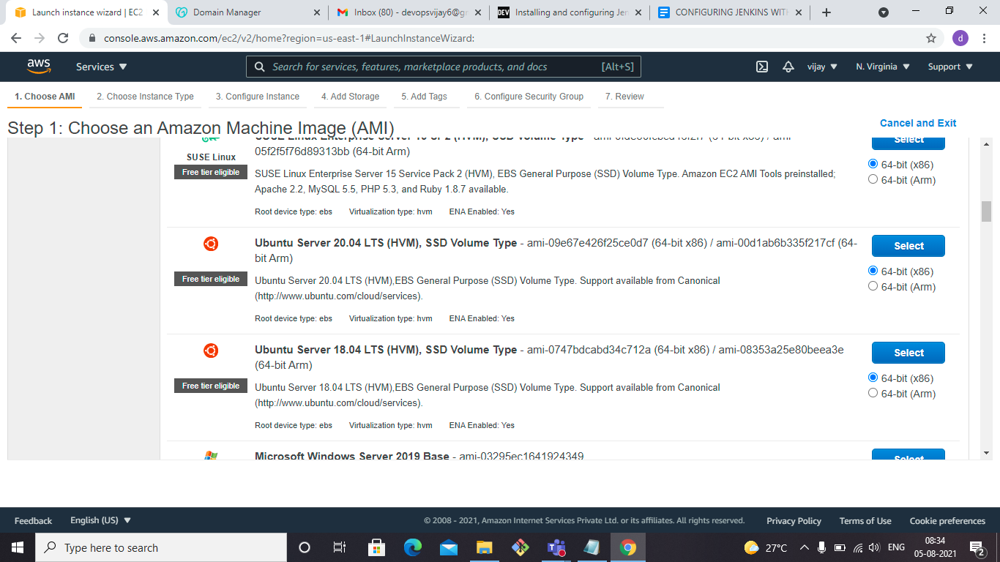 Launch instance wizard | EC2
Domain Manager
Inbox (80) - devopsvijay6@gr
DEV Installing and configuring Jen
CONFIGURING JENKINS WITH
console.aws.amazon.com/ec2/v2/home?region=us-east-1#LaunchInstanceWizard:
d
aws
Services
Search for services, features, marketplace products, and docs
[Alt+S]
vijay
N. Virginia
Support
1. Choose AMI
2. Choose Instance Type
3. Configure Instance
4. Add Storage
5. Add Tags
6. Configure Security Group
7. Review
Step 1: Choose an Amazon Machine Image (AMI)
Cancel and Exit
Select
05f2f5f76d89313bb (64-bit Arm)
SUSE Linux
Free tier eligible
SUSE Linux Enterprise Server 15 Service Pack 2 (HVM), EBS General Purpose (SSD) Volume Type. Amazon EC2 AMI Tools preinstalled;
Apache 2.2, MySQL 5.5, PHP 5.3, and Ruby 1.8.7 available.
64-bit (x86)
64-bit (Arm)
Root device type: ebs Virtualization type: hvm ENA Enabled: Yes
Ubuntu Server 20.04 LTS (HVM), SSD Volume Type - ami-09e67e426f25ce0d7 (64-bit x86) / ami-00d1ab6b335f217cf (64-
bit Arm)
Select
Free tier eligible
Ubuntu Server 20.04 LTS (HVM),EBS General Purpose (SSD) Volume Type. Support available from Canonical
(http://www.ubuntu.com/cloud/services).
64-bit (x86)
64-bit (Arm)
Root device type: ebs Virtualization type: hvm ENA Enabled: Yes
Ubuntu Server 18.04 LTS (HVM), SSD Volume Type - ami-0747bdcabd34c712a (64-bit x86) / ami-08353a25e80beea3e
(64-bit Arm)
Select
Free tier eligible
Ubuntu Server 18.04 LTS (HVM),EBS General Purpose (SSD) Volume Type. Support available from Canonical
(http://www.ubuntu.com/cloud/services).
64-bit (x86)
64-bit (Arm)
Root device type: ebs Virtualization type: hvm ENA Enabled: Yes
Microsoft Windows Server 2019 Base - ami-03295ec1641924349
Select
Feedback
English (US)
© 2008 - 2021, Amazon Internet Services Private Ltd. or its affiliates. All rights reserved.
Privacy Policy
Terms of Use
Cookie preferences
Type here to search
27°C
ENG
08:34
05-08-2021
2